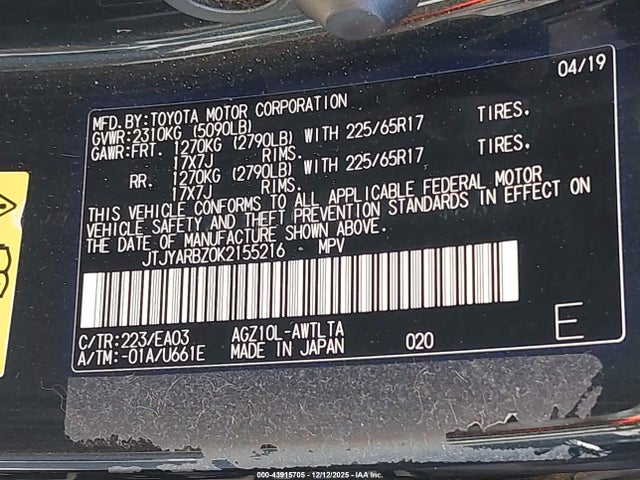 04/19
MFD.BY:TOYOTA MOTOR CORPORATION
GVWR:2310KG (5090LB)
GAWR:FRT. 1270KG (2790LB) WITH 225/65R17 TIRES.
17X7J RIMS.
RR. 1270KG (2790LB) WITH 225/65R17 TIRES.
17X7J RIMS.
THIS VEHICLE CONFORMS TO ALL APPLICABLE FEDERAL MOTOR
VEHICLE SAFETY AND THEFT PREVENTION STANDARDS IN EFFECT ON
THE DATE OF MANUFACTURE SHOWN ABOVE.
JTJYARBZ0K2155216 MPV
C/TR:223/EA03 AGZ10L-AWTLTA
A/TM:-01A/U661E MADE IN JAPAN 020 E
000-43915705 - 12/12/2025 - IAA Inc.